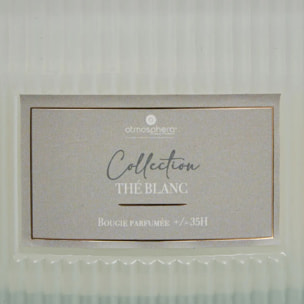 atmosphera
Collection
THÉ BLANC
BOUGIE PARFUMÉE +/- 35H